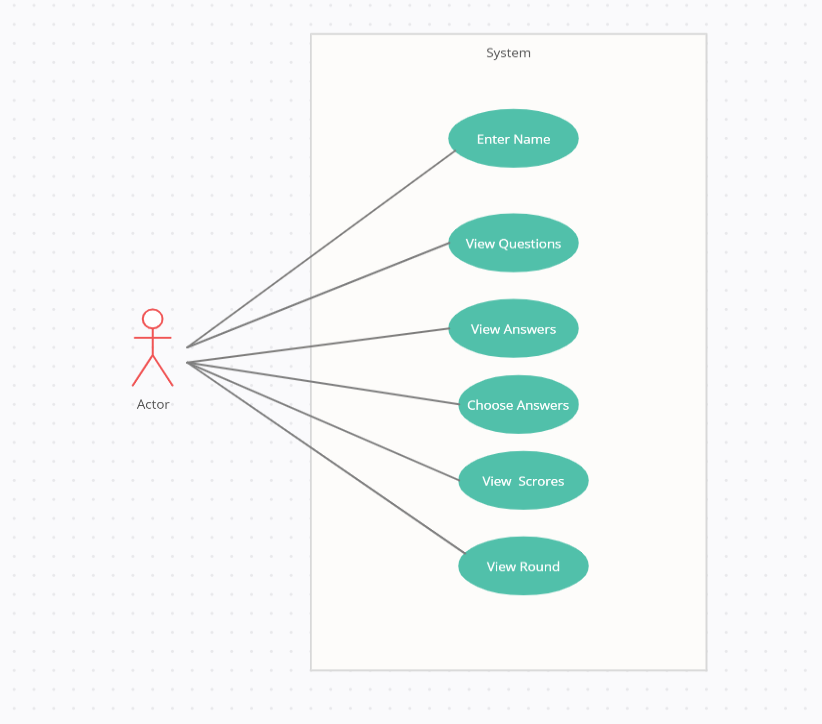 System
Enter Name
View Questions
View Answers
Actor
Choose Answers
View  Scrores
View Round